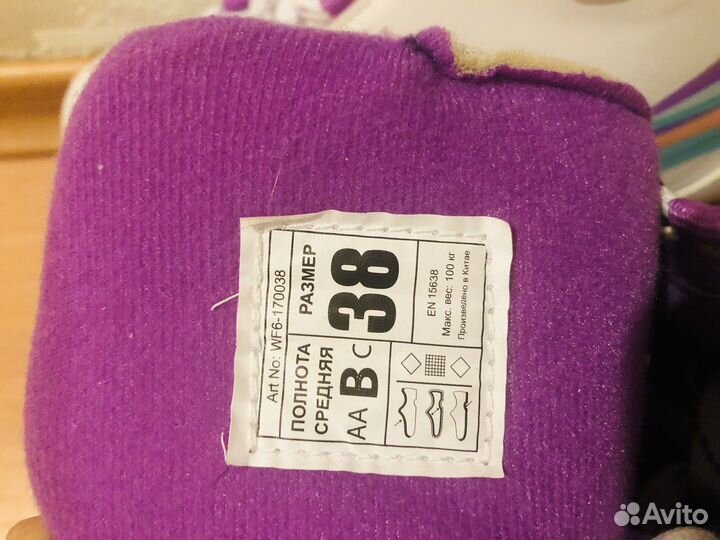 Art No: WF6-170038
РАЗМЕР
38
ПОЛНОТА
СРЕДНЯЯ
AA B C
EN 15638
Макс. вес: 100 кг
Произведено в Китае
Avito